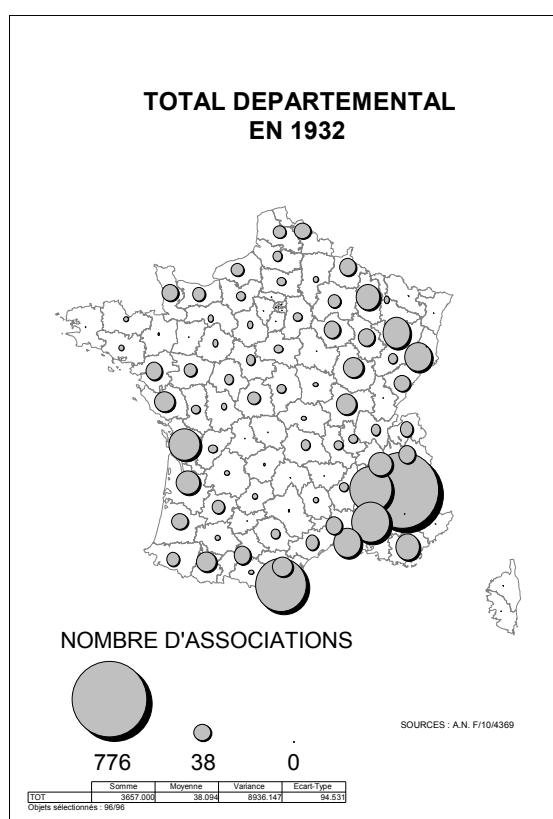 TOTAL DEPARTEMENTAL
EN 1932
NOMBRE D'ASSOCIATIONS
SOURCES : A.N. F/10/4369
776 38 0
Somme Moyenne Variance Ecart-Type
TOT 3657.000 38.094 8936.147 94.531
Objets sélectionnés : 96/96